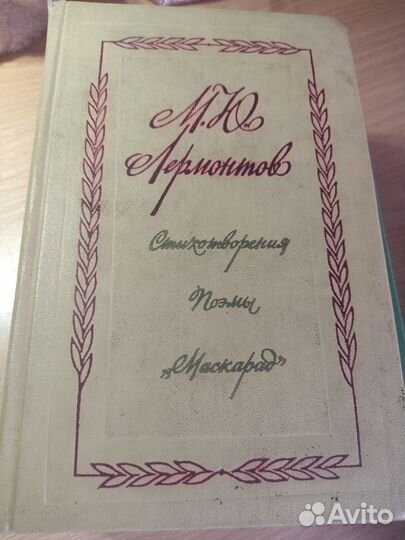 М. Ю.
Лермонтов
Стихотворения
Поэмы
„Маскарад"
Avito